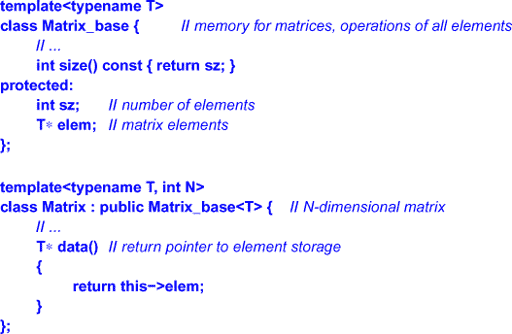 template<typename T>
class Matrix_base { // memory for matrices, operations of all elements
// ...
int size() const { return sz; }
protected:
int sz; // number of elements
T∗ elem; // matrix elements
};
template<typename T, int N>
class Matrix : public Matrix_base<T> { // N-dimensional matrix
// ...
T∗ data() // return pointer to element storage
{
return this−>elem;
}
};